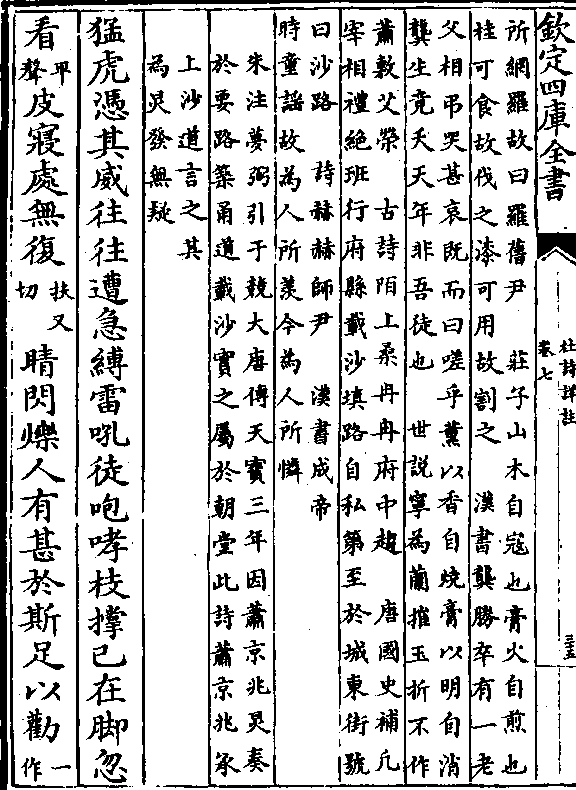 欽定四庫全書
杜詩詳註
卷七
三五
所網羅故曰羅舊尹　莊子山木自寇也膏火自煎也
桂可食故伐之漆可用故割之　漢書龔勝卒有一老
父相弔哭甚哀既而曰嗟乎薰以香自燒膏以明自消
龔生竟夭天年非吾徒也　世説寧為蘭摧玉折不作
蕭敷艾榮　古詩陌上桑冉冉府中趨　唐國史補凡
宰相禮絶班行府縣載沙填路自私第至於城東街號
曰沙路　詩赫赫師尹　漢書成帝
時童謡故為人所羨今為人所憐
朱注夢弼引于兢大唐傳天寶三年因蕭京兆炅奏
於要路築甬道載沙實之屬於朝堂此詩蕭京兆承
上沙道言之其
為炅發無疑
猛虎憑其威往往遭急縛雷吼徒咆哮枝撐已在脚忽
看平聲皮寢處無復扶又切睛閃爍人有甚於斯足以勸一作